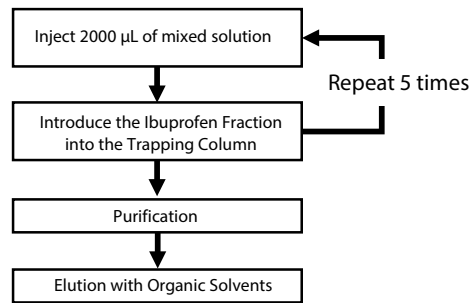 Inject 2000 µL of mixed solution
Repeat 5 times
Introduce the Ibuprofen Fraction
into the Trapping Column
Purification
Elution with Organic Solvents